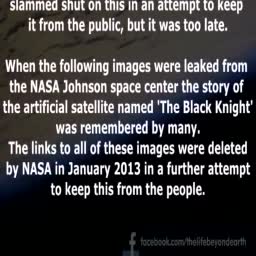 slammed shut on this in an attempt to keep
it from the public, but it was too late.
When the following images were leaked from
the NASA Johnson space center the story of
the artificial satellite named 'The Black Knight'
was remembered by many.
The links to all of these images were deleted
by NASA in January 2013 in a further attempt
to keep this from the people.
facebook.com/thelifebeyondearth